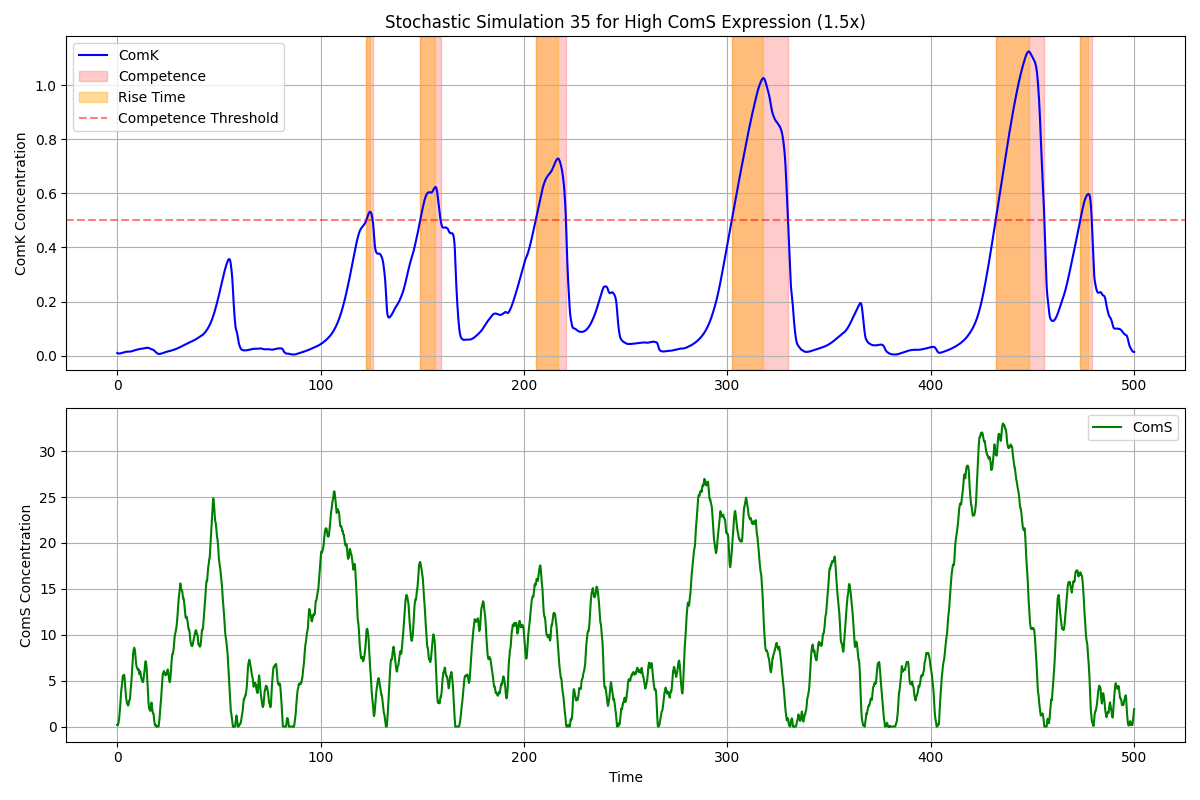 Stochastic Simulation 35 for High ComS Expression (1.5x)
ComK
Competence
Rise Time
Competence Threshold
ComK Concentration
1.0
0.8
0.6
0.4
0.2
0.0
0 100 200 300 400 500
ComS
ComS Concentration
30
25
20
15
10
5
0
0 100 200 300 400 500
Time